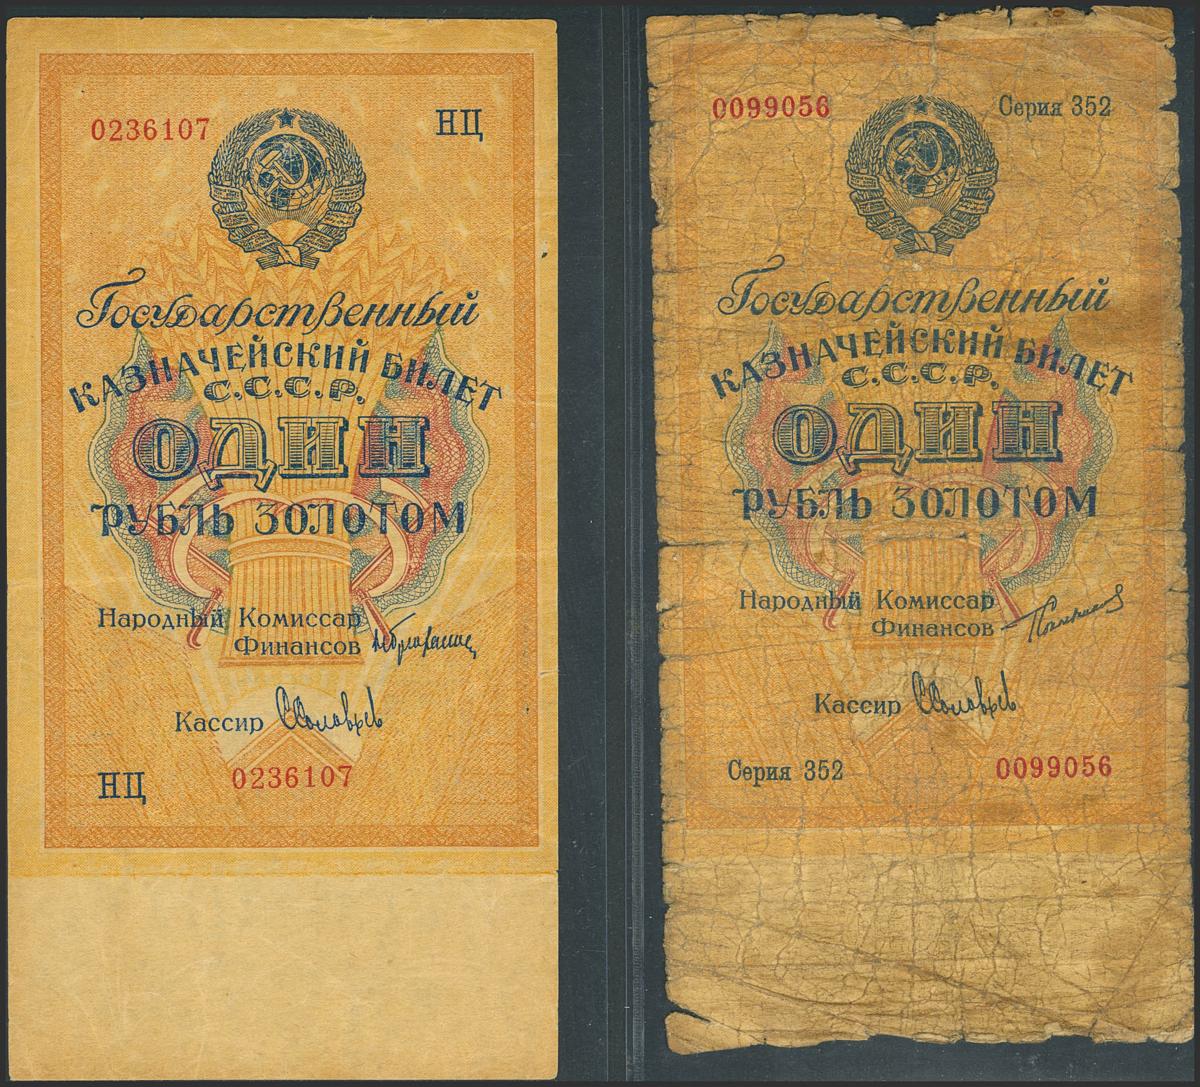 0236107 НЦ
Государственный
КАЗНАЧЕЙСКИЙ БИЛЕТ
С.С.С.Р.
ОДИН
РУБЛЬ ЗОЛОТОМ
Народный Комиссар
Финансов
Кассир
НЦ 0236107
0099056 Серия 352
Государственный
КАЗНАЧЕЙСКИЙ БИЛЕТ
С.С.С.Р.
ОДИН
РУБЛЬ ЗОЛОТОМ
Народный Комиссар
Финансов
Кассир
Серия 352 0099056